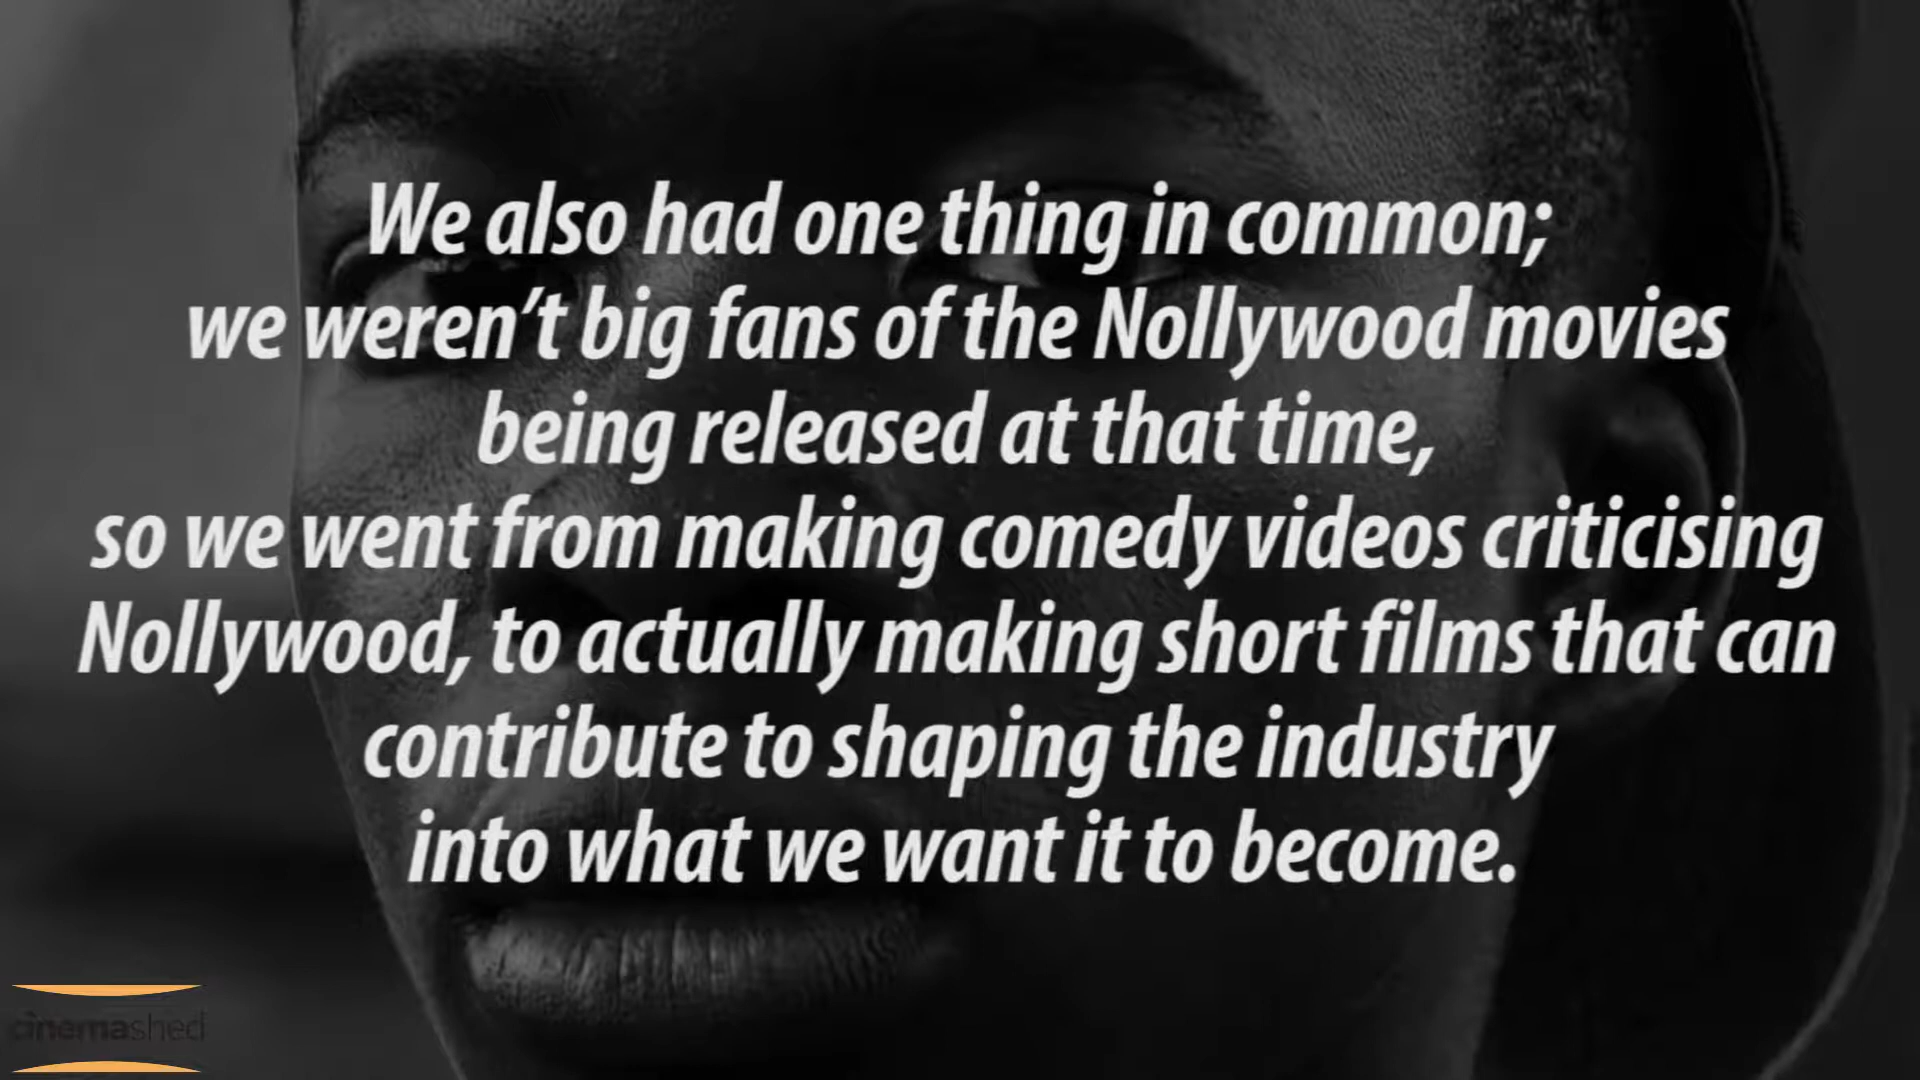 We also had one thing in common;
we weren’t big fans of the Nollywood movies
being released at that time,
so we went from making comedy videos criticising
Nollywood, to actually making short films that can
contribute to shaping the industry
into what we want it to become.
cinemashed